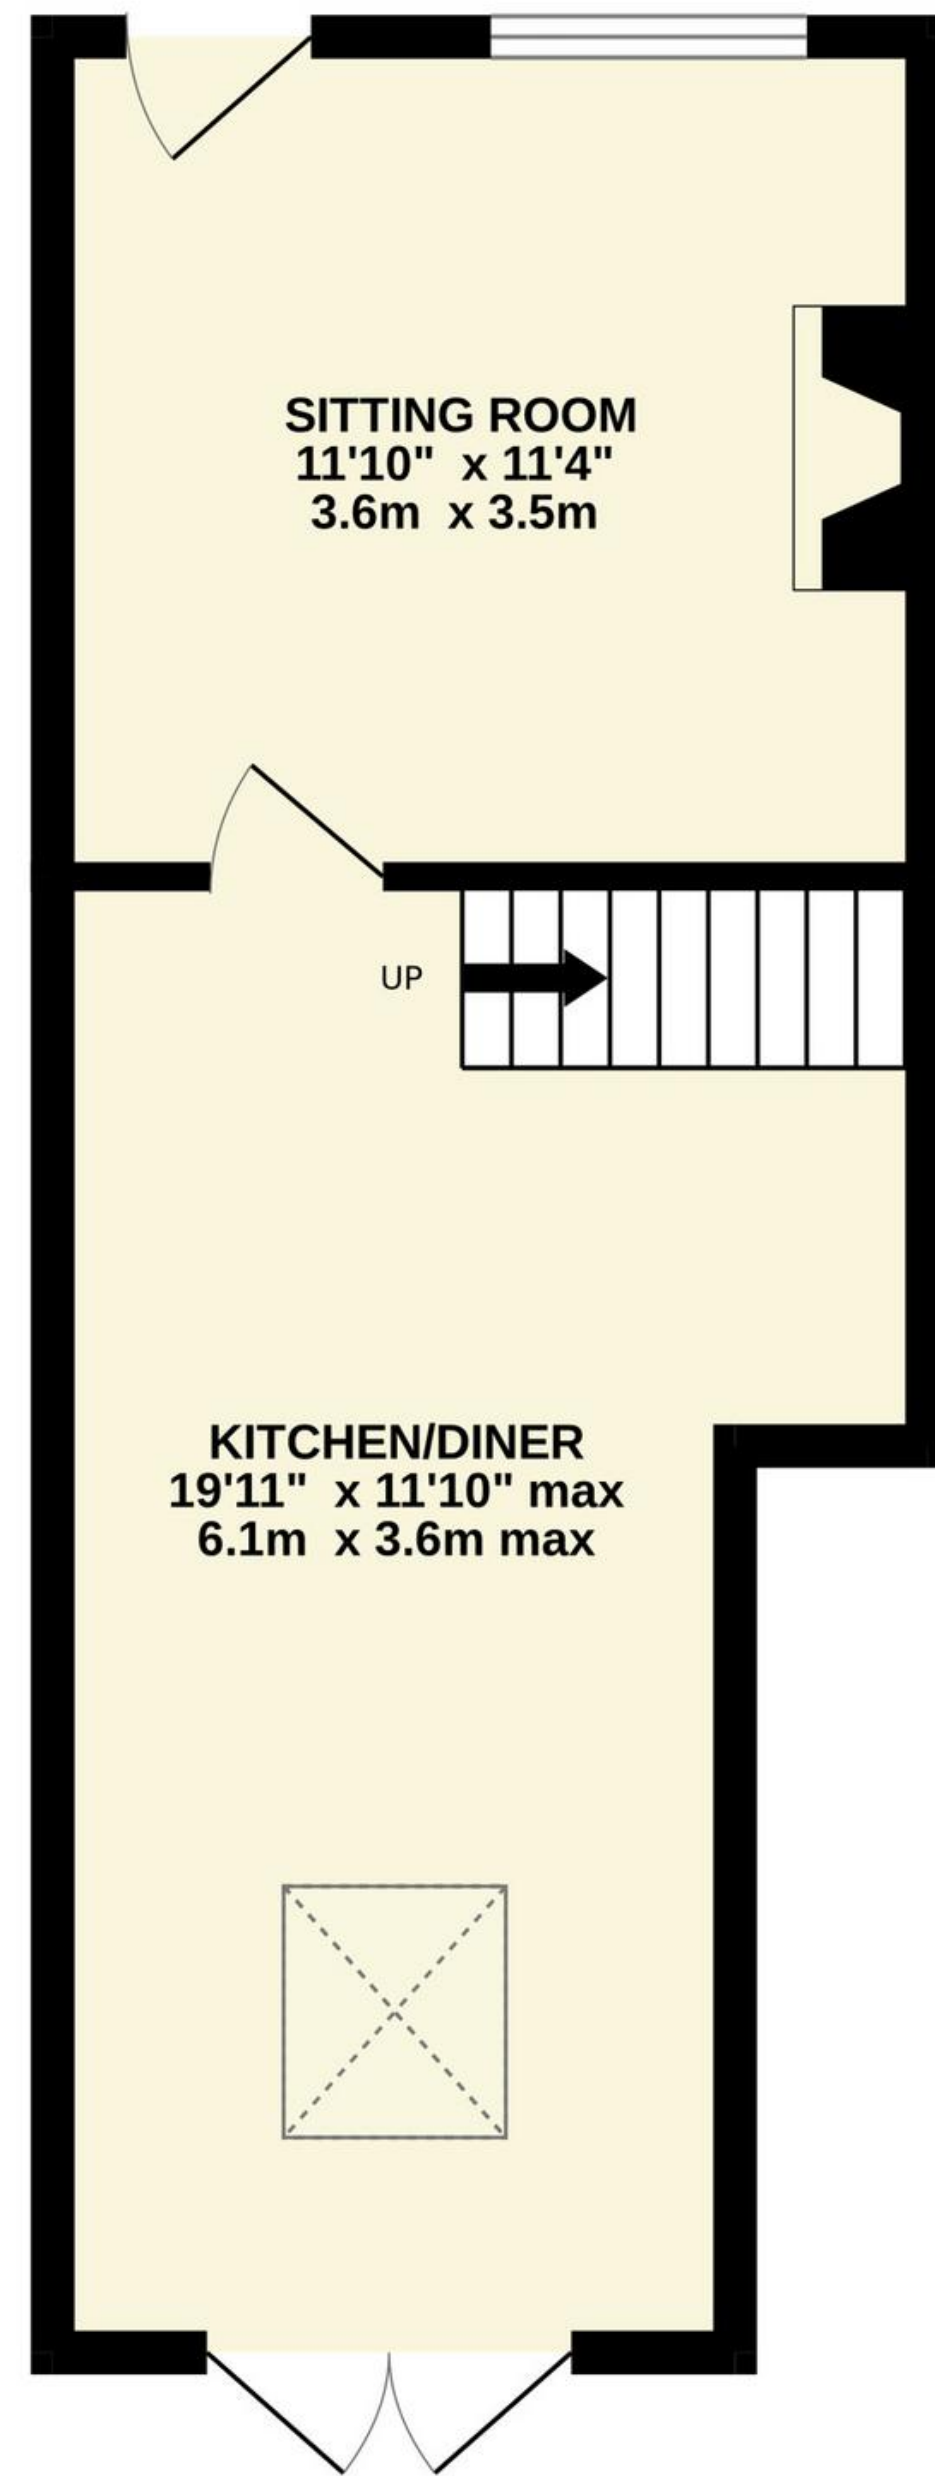 SITTING ROOM
11'10" x 11'4"
3.6m x 3.5m
UP
KITCHEN/DINER
19'11" x 11'10" max
6.1m x 3.6m max